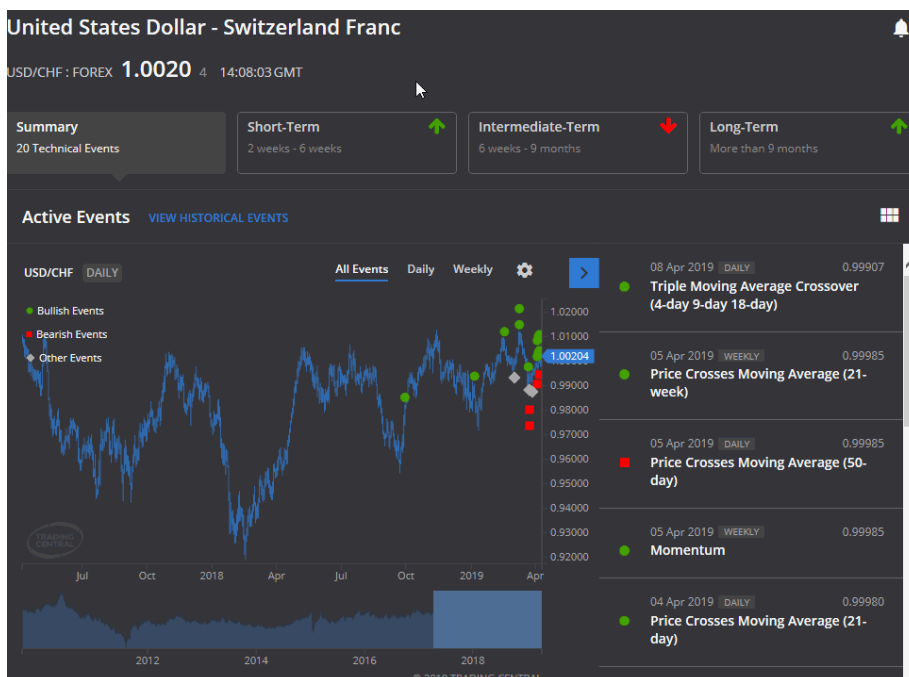 United States Dollar - Switzerland Franc
USD/CHF : FOREX 1.0020 4 14:08:03 GMT
Summary
20 Technical Events
Short-Term
2 weeks - 6 weeks
Intermediate-Term
6 weeks - 9 months
Long-Term
More than 9 months
Active Events VIEW HISTORICAL EVENTS
USD/CHF DAILY
All Events Daily Weekly
Bullish Events
Bearish Events
Other Events
1.02000
1.01000
1.00204
0.99000
0.98000
0.97000
0.96000
0.95000
0.94000
0.93000
0.92000
TRADING
CENTRAL
Jul Oct 2018 Apr Jul Oct 2019 Apr
2012 2014 2016 2018
© 2019 TRADING CENTRAL
08 Apr 2019 DAILY 0.99907
Triple Moving Average Crossover
(4-day 9-day 18-day)
05 Apr 2019 WEEKLY 0.99985
Price Crosses Moving Average (21-
week)
05 Apr 2019 DAILY 0.99985
Price Crosses Moving Average (50-
day)
05 Apr 2019 WEEKLY 0.99985
Momentum
04 Apr 2019 DAILY 0.99980
Price Crosses Moving Average (21-
day)